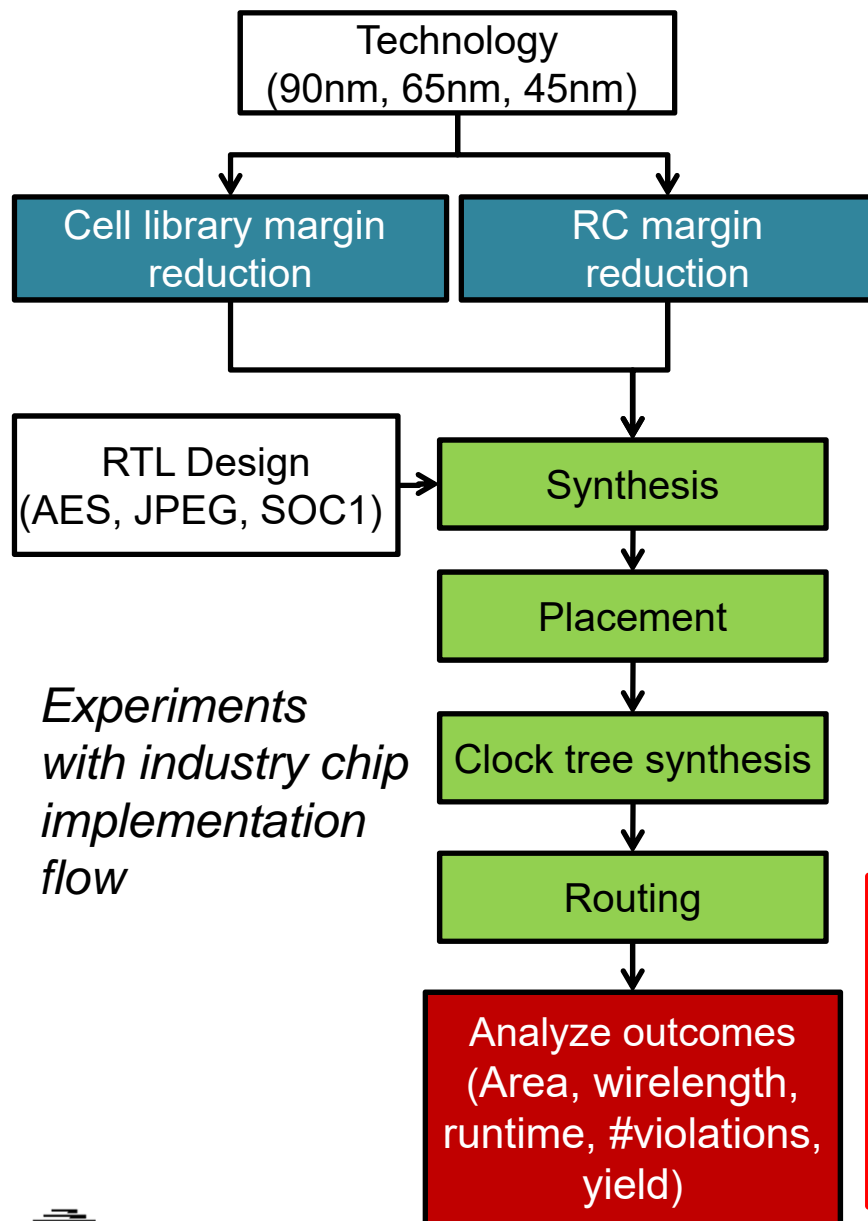 Technology
(90nm, 65nm, 45nm)
Cell library margin
reduction
RC margin
reduction
RTL Design
(AES, JPEG, SOC1)
Synthesis
Placement
Experiments
with industry chip
implementation
flow
Clock tree synthesis
Routing
Analyze outcomes
(Area, wirelength,
runtime, #violations,
yield)